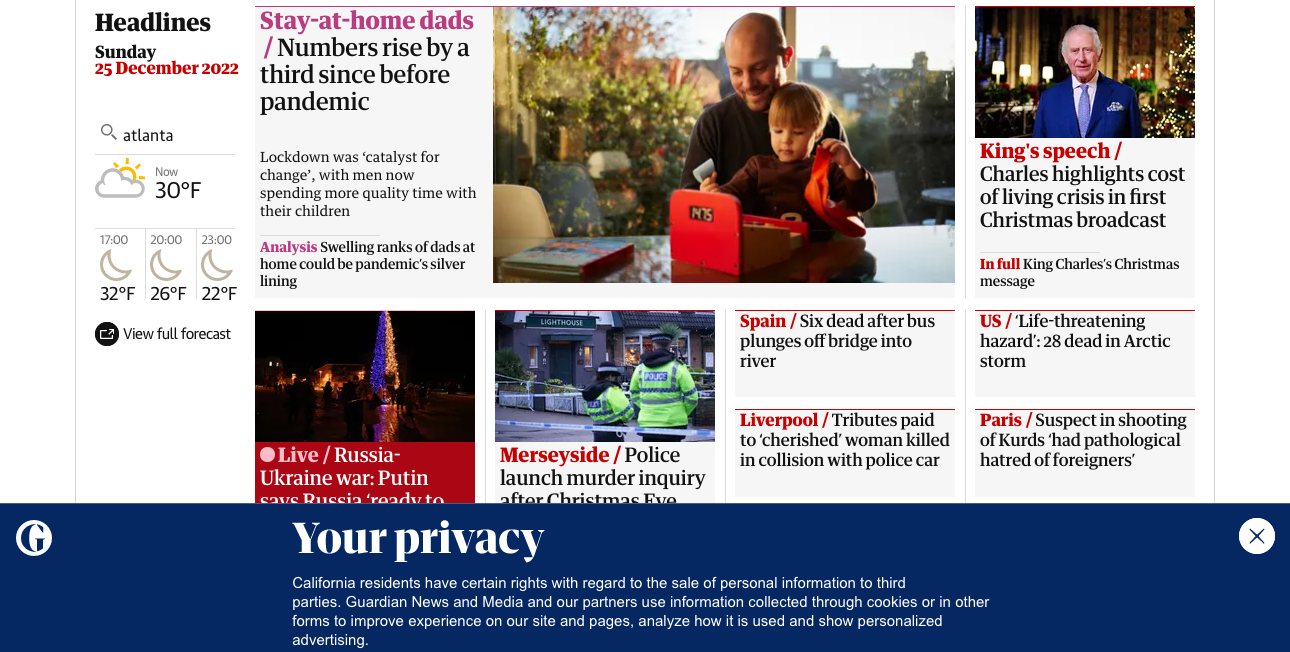 Headlines
Sunday
25 December 2022
atlanta
Now
30°F
17:00
20:00
23:00
32°F
26°F
22°F
View full forecast
Stay-at-home dads
/ Numbers rise by a
third since before
pandemic
Lockdown was ‘catalyst for
change’, with men now
spending more quality time with
their children
Analysis Swelling ranks of dads at
home could be pandemic’s silver
lining
1475
King's speech /
Charles highlights cost
of living crisis in first
Christmas broadcast
In full King Charles’s Christmas
message
Live / Russia-
Ukraine war: Putin
says Russia ‘ready to
LIGHTHOUSE
POLICE
Merseyside / Police
launch murder inquiry
after Christmas Eve
Spain / Six dead after bus
plunges off bridge into
river
US / ‘Life-threatening
hazard’: 28 dead in Arctic
storm
Liverpool / Tributes paid
to ‘cherished’ woman killed
in collision with police car
Paris / Suspect in shooting
of Kurds ‘had pathological
hatred of foreigners’
G
Your privacy
California residents have certain rights with regard to the sale of personal information to third
parties. Guardian News and Media and our partners use information collected through cookies or in other
forms to improve experience on our site and pages, analyze how it is used and show personalized
advertising.